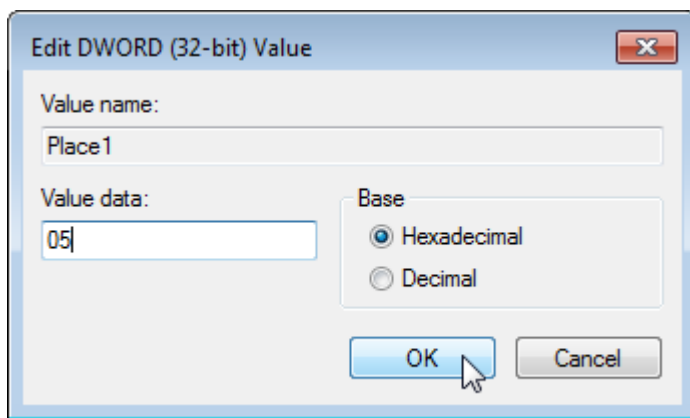 Edit DWORD (32-bit) Value
Value name:
Place1
Value data:
05
Base
Hexadecimal
Decimal
OK
Cancel